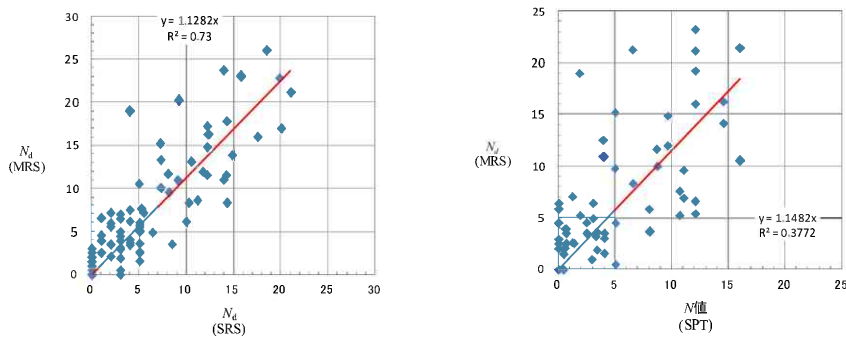 y = 1.1282x
R² = 0.73
30
25
20
15
10
5
0
N_d
(MRS)
0 5 10 15 20 25 30
N_d
(SRS)
25
20
15
10
5
0
N_d
(MRS)
y = 1.1482x
R² = 0.3772
0 5 10 15 20 25
N値
(SPT)